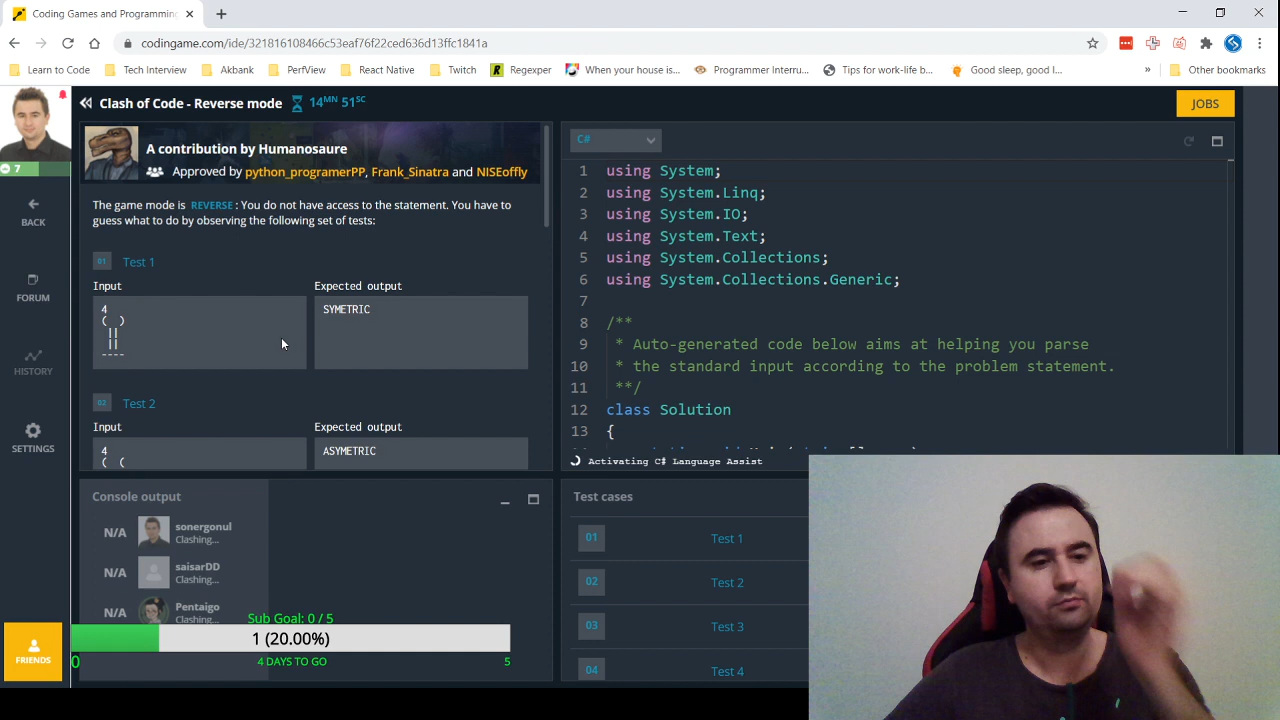 Coding Games and Programming
codingame.com/ide/321816108466c53eaf76f22ced636d13ffc1841a
Learn to Code
Tech Interview
Akbank
PerfView
React Native
Twitch
Regexper
When your house is...
Programmer Interru...
Tips for work-life b...
Good sleep, good l...
»
Other bookmarks
Clash of Code - Reverse mode
14MN 51SC
JOBS
7
BACK
FORUM
HISTORY
SETTINGS
FRIENDS
A contribution by Humanosaure
Approved by python_programerPP, Frank_Sinatra and NISEoffly
The game mode is REVERSE: You do not have access to the statement. You have to
guess what to do by observing the following set of tests:
01 Test 1
Input
Expected output
4
(  )
 ||
 ||
----
SYMETRIC
02 Test 2
Input
Expected output
4
(  (
ASYMETRIC
C#
1 using System;
2 using System.Linq;
3 using System.IO;
4 using System.Text;
5 using System.Collections;
6 using System.Collections.Generic;
7
8 /**
9  * Auto-generated code below aims at helping you parse
10  * the standard input according to the problem statement.
11  **/
12 class Solution
13 {
Activating C# Language Assist
Console output
N/A sonergonul
Clashing...
N/A saisarDD
Clashing...
N/A Pentaigo
Clashing...
Sub Goal: 0 / 5
1 (20.00%)
0
4 DAYS TO GO
5
Test cases
01 Test 1
02 Test 2
03 Test 3
04 Test 4